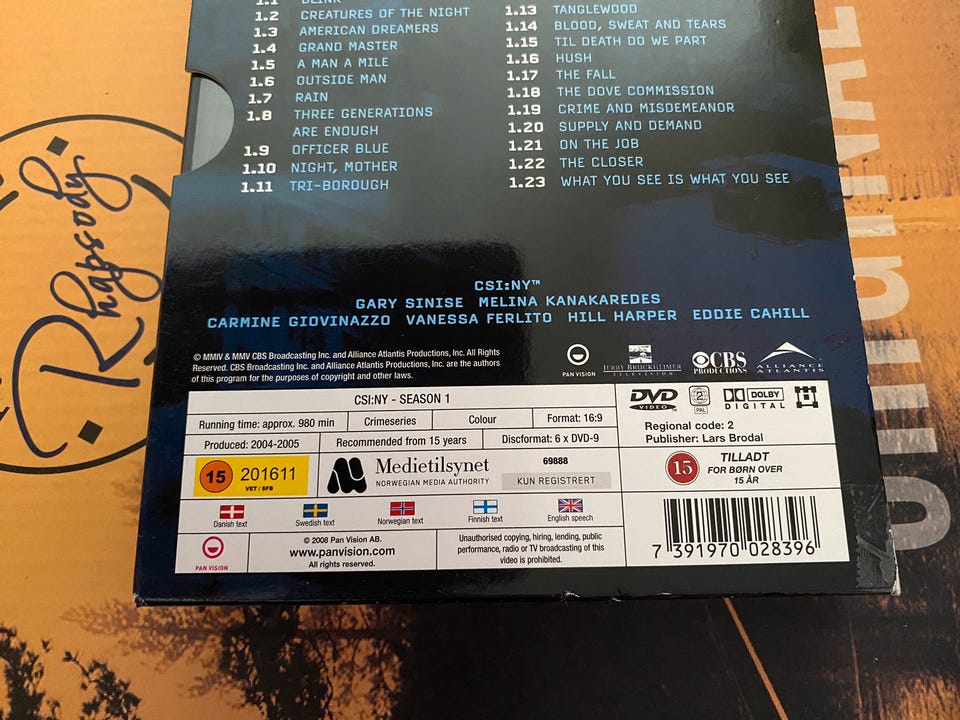 1.1 BLINK
1.2 CREATURES OF THE NIGHT
1.3 AMERICAN DREAMERS
1.4 GRAND MASTER
1.5 A MAN A MILE
1.6 OUTSIDE MAN
1.7 RAIN
1.8 THREE GENERATIONS
ARE ENOUGH
1.9 OFFICER BLUE
1.10 NIGHT, MOTHER
1.11 TRI-BOROUGH
1.13 TANGLEWOOD
1.14 BLOOD, SWEAT AND TEARS
1.15 TIL DEATH DO WE PART
1.16 HUSH
1.17 THE FALL
1.18 THE DOVE COMMISSION
1.19 CRIME AND MISDEMEANOR
1.20 SUPPLY AND DEMAND
1.21 ON THE JOB
1.22 THE CLOSER
1.23 WHAT YOU SEE IS WHAT YOU SEE
CSI:NY™
GARY SINISE MELINA KANAKAREDES
CARMINE GIOVINAZZO VANESSA FERLITO HILL HARPER EDDIE CAHILL
© MMIV & MMV CBS Broadcasting Inc. and Alliance Atlantis Productions, Inc. All Rights
Reserved. CBS Broadcasting Inc. and Alliance Atlantis Productions, Inc. are the authors
of this program for the purposes of copyright and other laws.
PAN VISION
JERRY BRUCKHEIMER
TELEVISION
CBS
PRODUCTIONS
ALLIANCE
ATLANTIS
CSI:NY - SEASON 1
Running time: approx. 980 min
Crimeseries
Colour
Format: 16:9
Produced: 2004-2005
Recommended from 15 years
Discformat: 6 x DVD-9
15 201611
VET / SFB
Medietilsynet
NORWEGIAN MEDIA AUTHORITY
69888
KUN REGISTRERT
Danish text
Swedish text
Norwegian text
Finnish text
English speech
PAN VISION
© 2008 Pan Vision AB.
www.panvision.com
All rights reserved.
Unauthorised copying, hiring, lending, public
performance, radio or TV broadcasting of this
video is prohibited.
DVD
VIDEO
2
PAL
DOLBY
DIGITAL
Regional code: 2
Publisher: Lars Brodal
15
TILLADT
FOR BØRN OVER
15 ÅR
7 391970 028396
Rhapsody